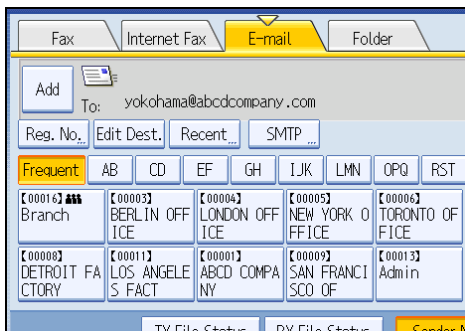 Fax Internet Fax E-mail Folder
Add To: yokohama@abcdcompany.com
Reg. No. Edit Dest. Recent SMTP
Frequent AB CD EF GH IJK LMN OPQ RST
【00016】 【00003】 【00004】 【00005】 【00006】
Branch BERLIN OFF LONDON OFF NEW YORK O TORONTO OF
ICE ICE FFICE FICE
【00008】 【00011】 【00001】 【00009】 【00013】
DETROIT FA LOS ANGELE ABCD COMPA SAN FRANCI Admin
CTORY S FACT NY SCO OF
TX File Status RX File Status Sender